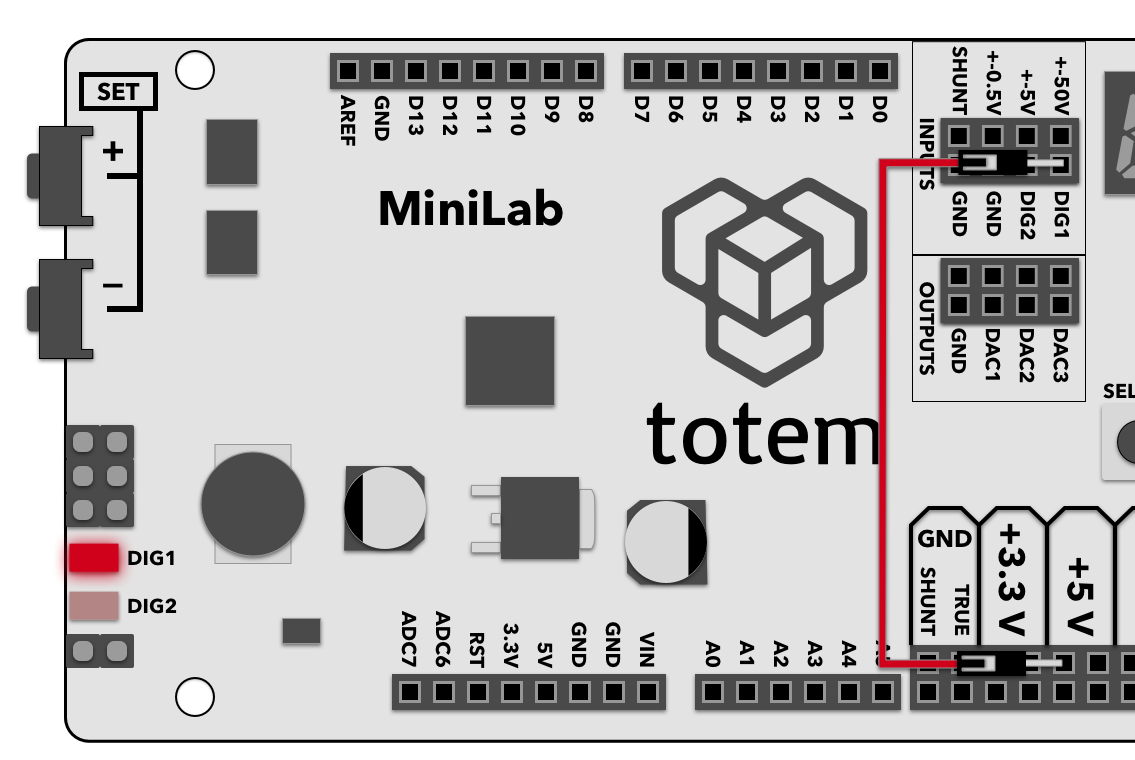 SET
+
−
AREF
GND
D13
D12
D11
D10
D9
D8
D7
D6
D5
D4
D3
D2
D1
D0
SHUNT
+-0.5V
+-5V
+-50V
INPUTS
GND
GND
DIG2
DIG1
MiniLab
OUTPUTS
GND
DAC1
DAC2
DAC3
totem
SEL
DIG1
DIG2
GND
SHUNT
TRUE
+3.3 V
+5 V
ADC7
ADC6
RST
3.3V
5V
GND
GND
VIN
A0
A1
A2
A3
A4